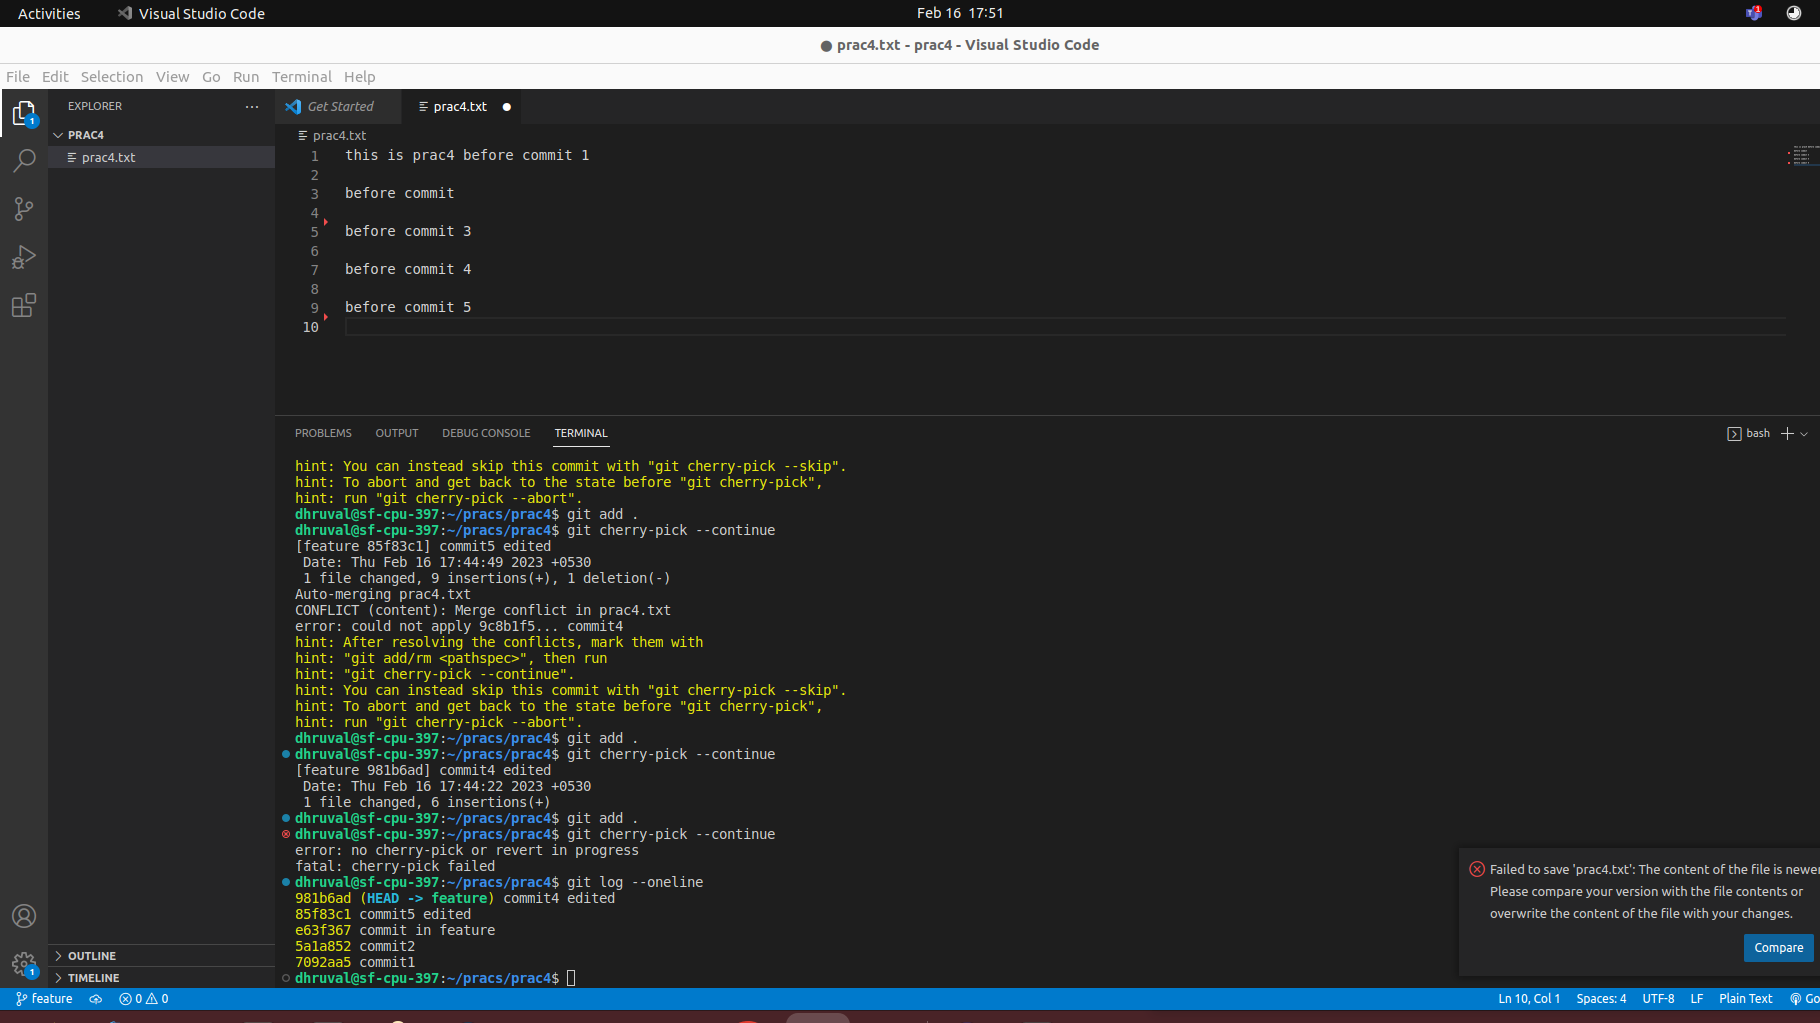 Activities Visual Studio Code Feb 16 17:51 1
● prac4.txt - prac4 - Visual Studio Code
File Edit Selection View Go Run Terminal Help
EXPLORER ··· Get Started prac4.txt ●
1
PRAC4 prac4.txt
prac4.txt
1 this is prac4 before commit 1
2
3 before commit
4
5 before commit 3
6
7 before commit 4
8
9 before commit 5
10
PROBLEMS OUTPUT DEBUG CONSOLE TERMINAL bash
hint: You can instead skip this commit with "git cherry-pick --skip".
hint: To abort and get back to the state before "git cherry-pick",
hint: run "git cherry-pick --abort".
dhruval@sf-cpu-397:~/pracs/prac4$ git add .
dhruval@sf-cpu-397:~/pracs/prac4$ git cherry-pick --continue
[feature 85f83c1] commit5 edited
Date: Thu Feb 16 17:44:49 2023 +0530
1 file changed, 9 insertions(+), 1 deletion(-)
Auto-merging prac4.txt
CONFLICT (content): Merge conflict in prac4.txt
error: could not apply 9c8b1f5... commit4
hint: After resolving the conflicts, mark them with
hint: "git add/rm <pathspec>", then run
hint: "git cherry-pick --continue".
hint: You can instead skip this commit with "git cherry-pick --skip".
hint: To abort and get back to the state before "git cherry-pick",
hint: run "git cherry-pick --abort".
dhruval@sf-cpu-397:~/pracs/prac4$ git add .
dhruval@sf-cpu-397:~/pracs/prac4$ git cherry-pick --continue
[feature 981b6ad] commit4 edited
Date: Thu Feb 16 17:44:22 2023 +0530
1 file changed, 6 insertions(+)
dhruval@sf-cpu-397:~/pracs/prac4$ git add .
dhruval@sf-cpu-397:~/pracs/prac4$ git cherry-pick --continue
error: no cherry-pick or revert in progress
fatal: cherry-pick failed
dhruval@sf-cpu-397:~/pracs/prac4$ git log --oneline
981b6ad (HEAD -> feature) commit4 edited
85f83c1 commit5 edited
e63f367 commit in feature
5a1a852 commit2
7092aa5 commit1
dhruval@sf-cpu-397:~/pracs/prac4$
Failed to save 'prac4.txt': The content of the file is newer
Please compare your version with the file contents or
overwrite the content of the file with your changes.
Compare
OUTLINE
1
TIMELINE
feature 0 0 Ln 10, Col 1 Spaces: 4 UTF-8 LF Plain Text Go